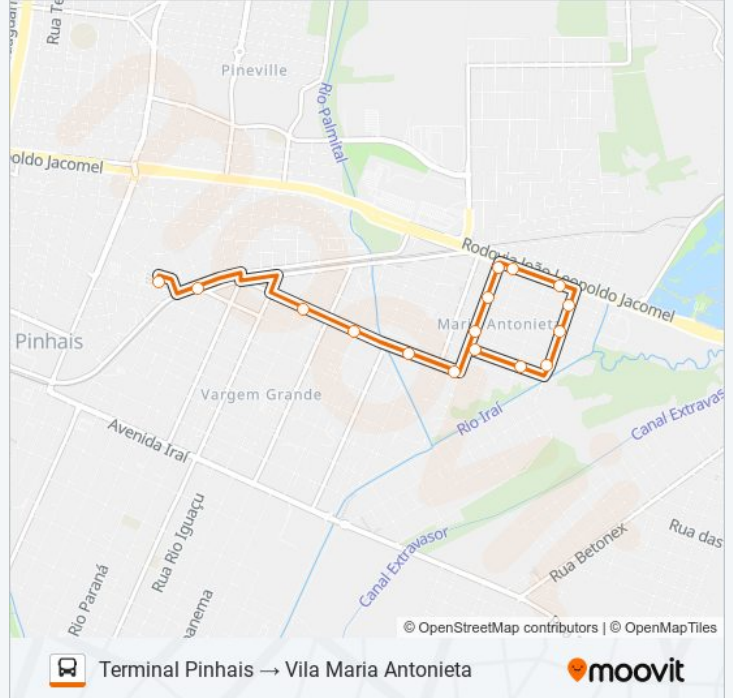 Rua Te
Pineville
Rio Palmital
oldo Jacomel
Rodovia João Leopoldo Jacomel
Maria Antonieta
Pinhais
Vargem Grande
Avenida Iraí
Rio Iraí
Canal Extravas
Canal Extravasor
Rua Rio Iguaçu
Rio Paraná
panema
Rua Betonex
Rua das
© OpenStreetMap contributors | © OpenMapTiles
Terminal Pinhais → Vila Maria Antonieta
moovit